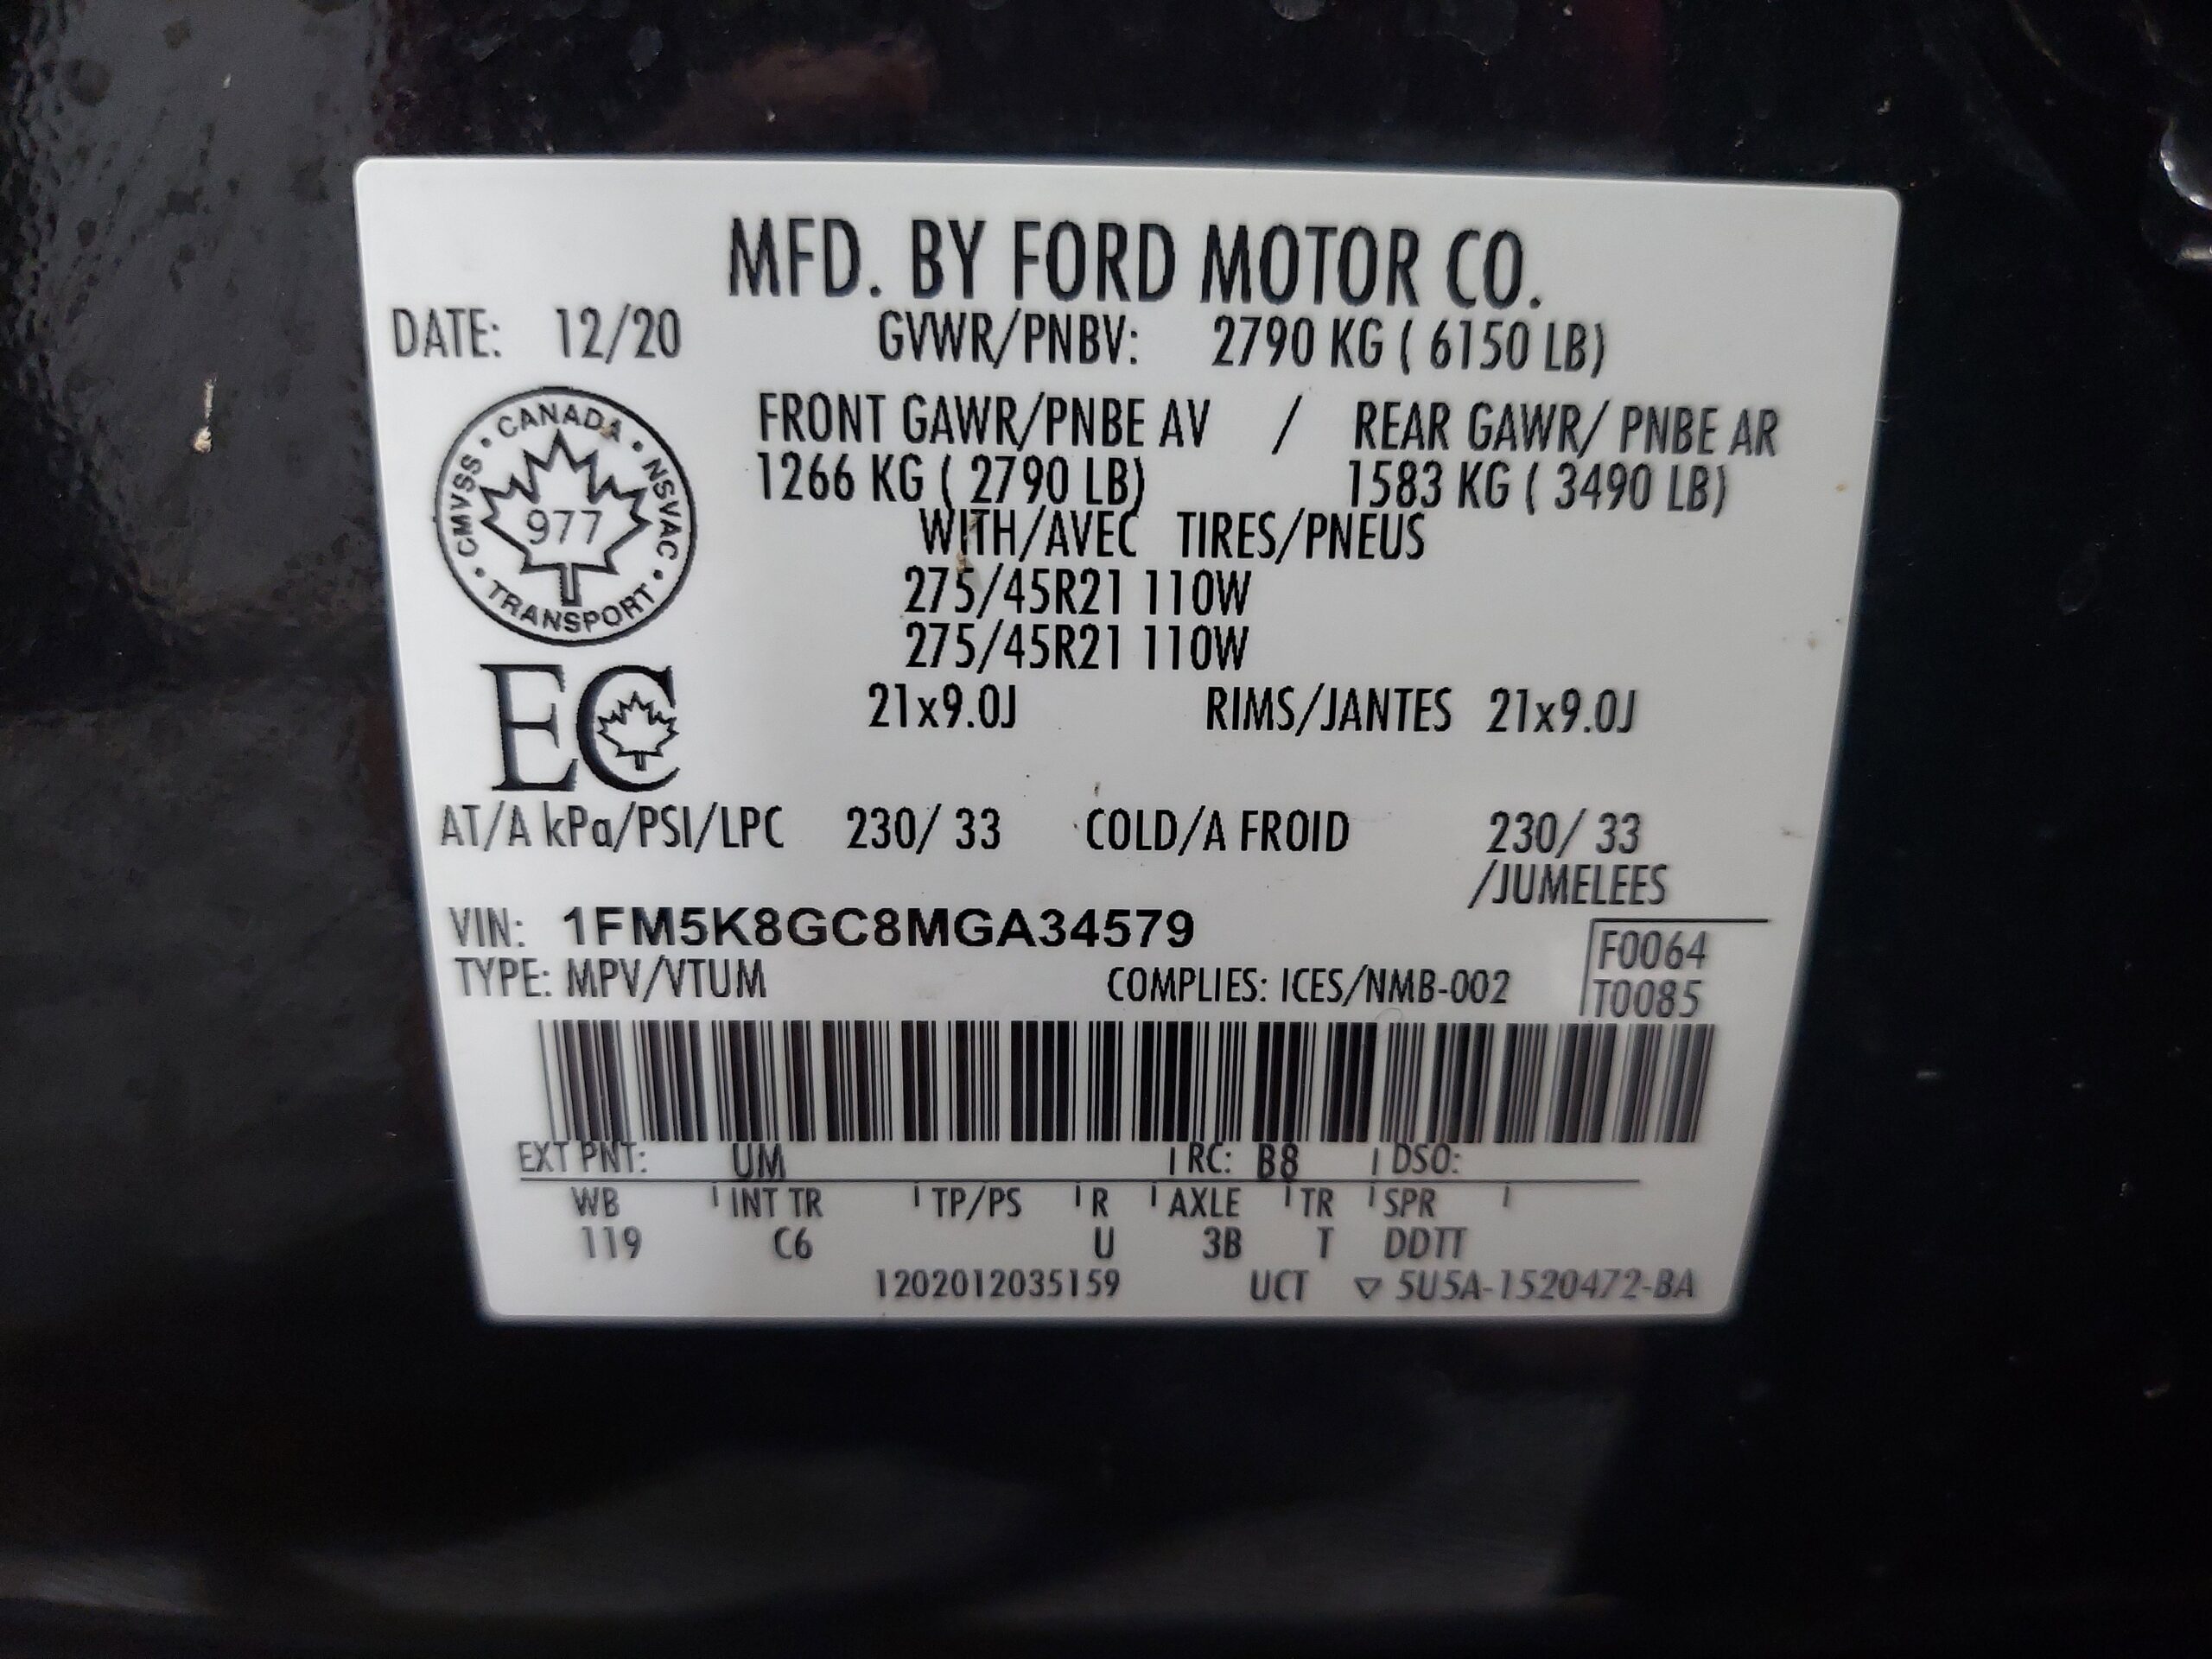 MFD. BY FORD MOTOR CO.
DATE: 12/20 GVWR/PNBV: 2790 KG ( 6150 LB)
FRONT GAWR/PNBE AV / REAR GAWR/ PNBE AR
1266 KG ( 2790 LB) 1583 KG ( 3490 LB)
WITH/AVEC TIRES/PNEUS
275/45R21 110W
275/45R21 110W
21x9.0J RIMS/JANTES 21x9.0J
• CANADA • NSVAC • TRANSPORT • CMVSS
977
EC
AT/A kPa/PSI/LPC 230/ 33 COLD/A FROID 230/ 33
/JUMELEES
VIN: 1FM5K8GC8MGA34579
F0064
TYPE: MPV/VTUM COMPLIES: ICES/NMB-002
T0085
EXT PNT: UM RC: B8 DSO:
WB INT TR TP/PS R AXLE TR SPR
119 C6 U 3B T DDTT
1202012035159 UCT ▽ 5U5A-1520472-BA